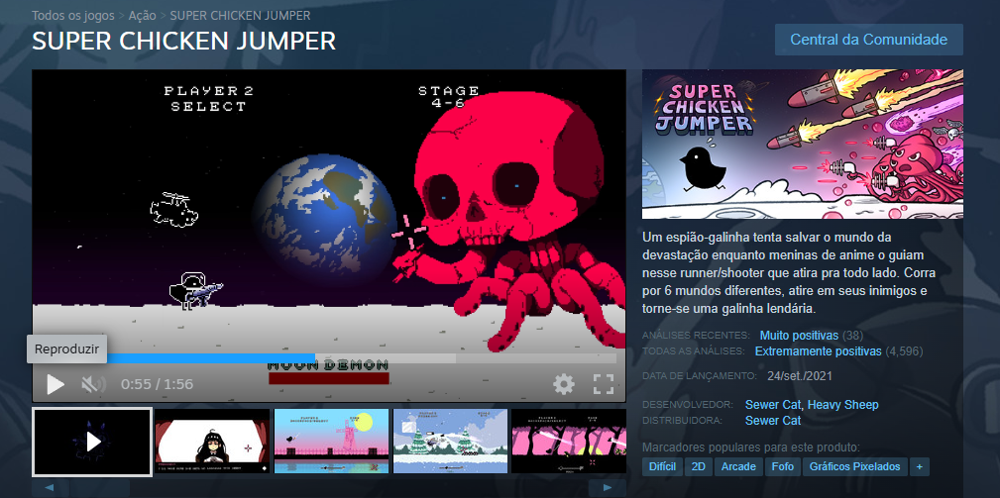 Todos os jogos > Ação > SUPER CHICKEN JUMPER
SUPER CHICKEN JUMPER
Central da Comunidade
PLAYER 2
SELECT
STAGE
4-6
MOON DEMON
Reproduzir
0:55 / 1:56
SUPER
CHICKEN
JUMPER
Um espião-galinha tenta salvar o mundo da
devastação enquanto meninas de anime o guiam
nesse runner/shooter que atira pra todo lado. Corra
por 6 mundos diferentes, atire em seus inimigos e
torne-se uma galinha lendária.
ANÁLISES RECENTES: Muito positivas (38)
TODAS AS ANÁLISES: Extremamente positivas (4,596)
DATA DE LANÇAMENTO: 24/set./2021
DESENVOLVEDOR: Sewer Cat, Heavy Sheep
DISTRIBUIDORA: Sewer Cat
Marcadores populares para este produto:
Difícil 2D Arcade Fofo Gráficos Pixelados +